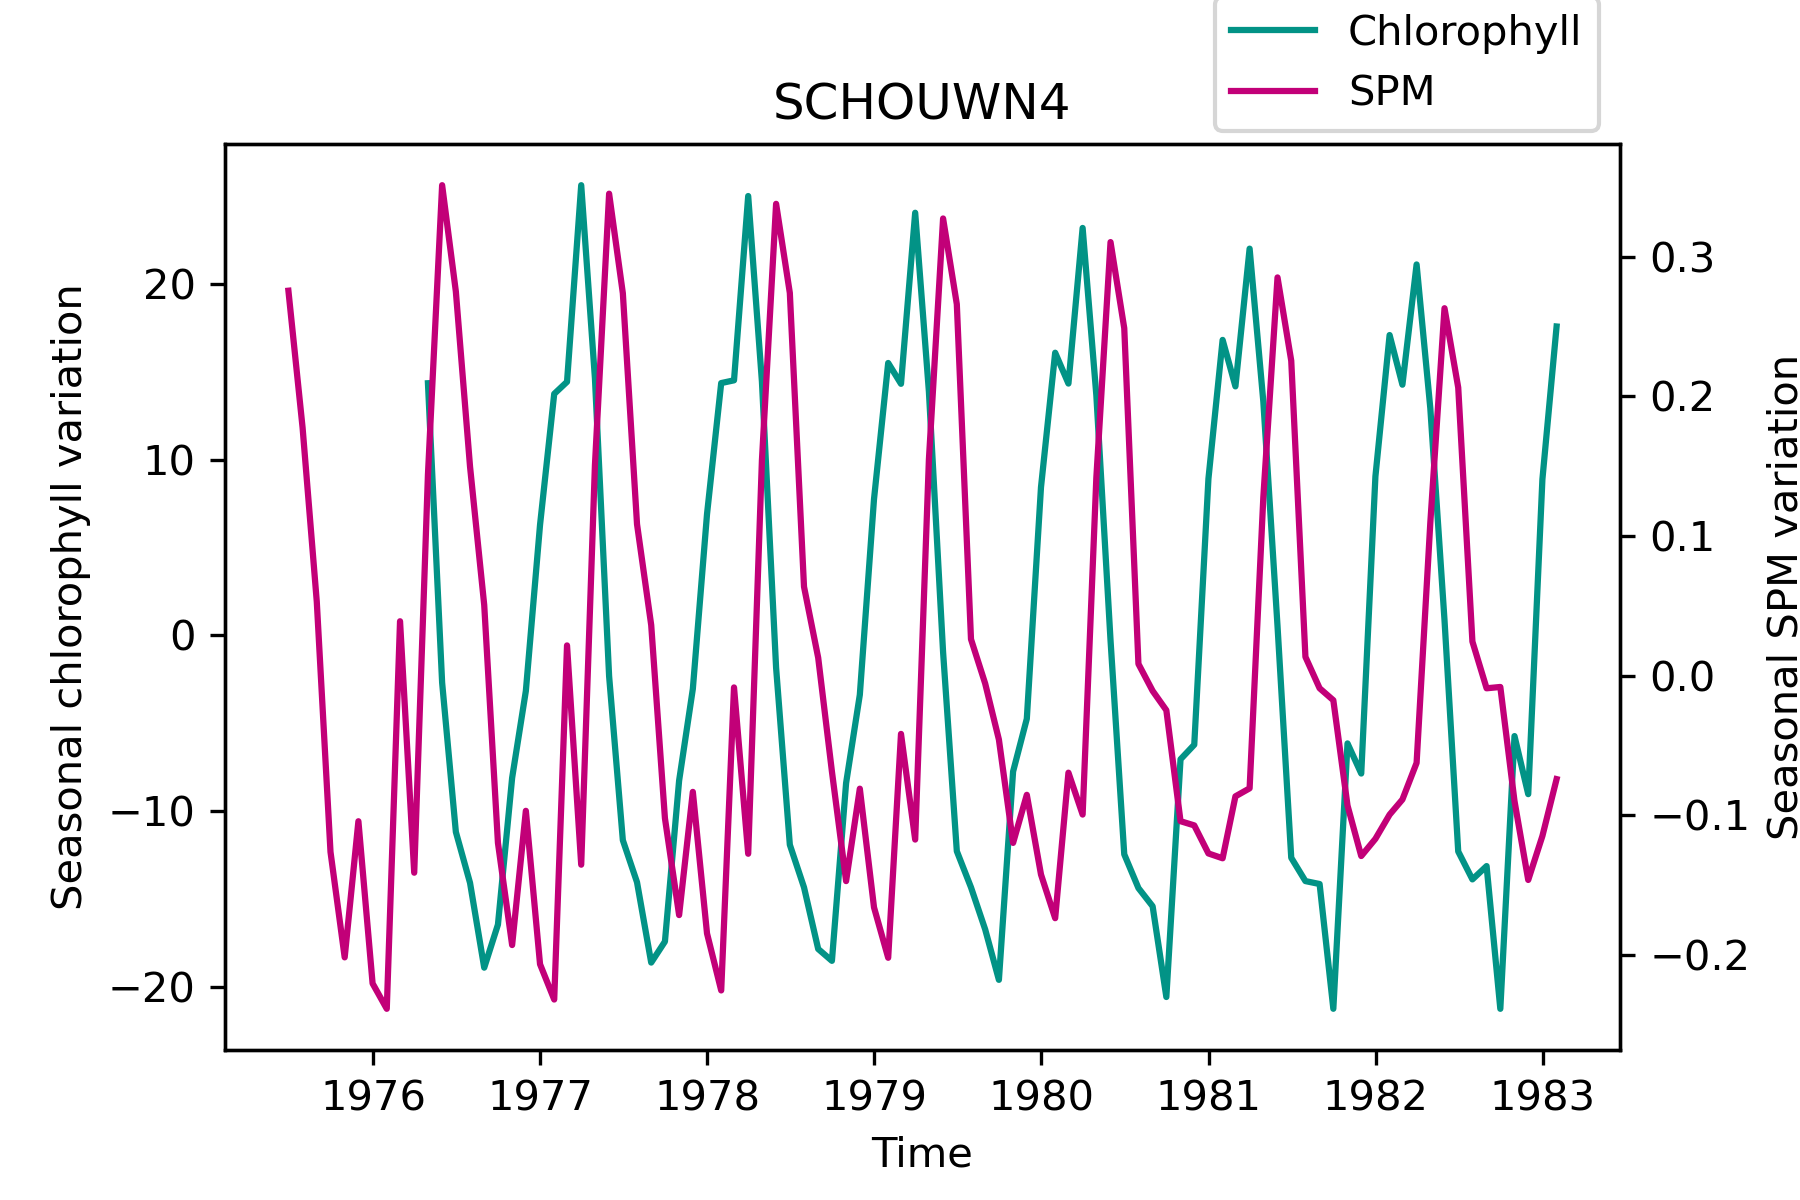 Chlorophyll
SPM
SCHOUWN4
Seasonal chlorophyll variation
20
10
0
−10
−20
0.3
0.2
0.1
0.0
−0.1
−0.2
Seasonal SPM variation
1976 1977 1978 1979 1980 1981 1982 1983
Time